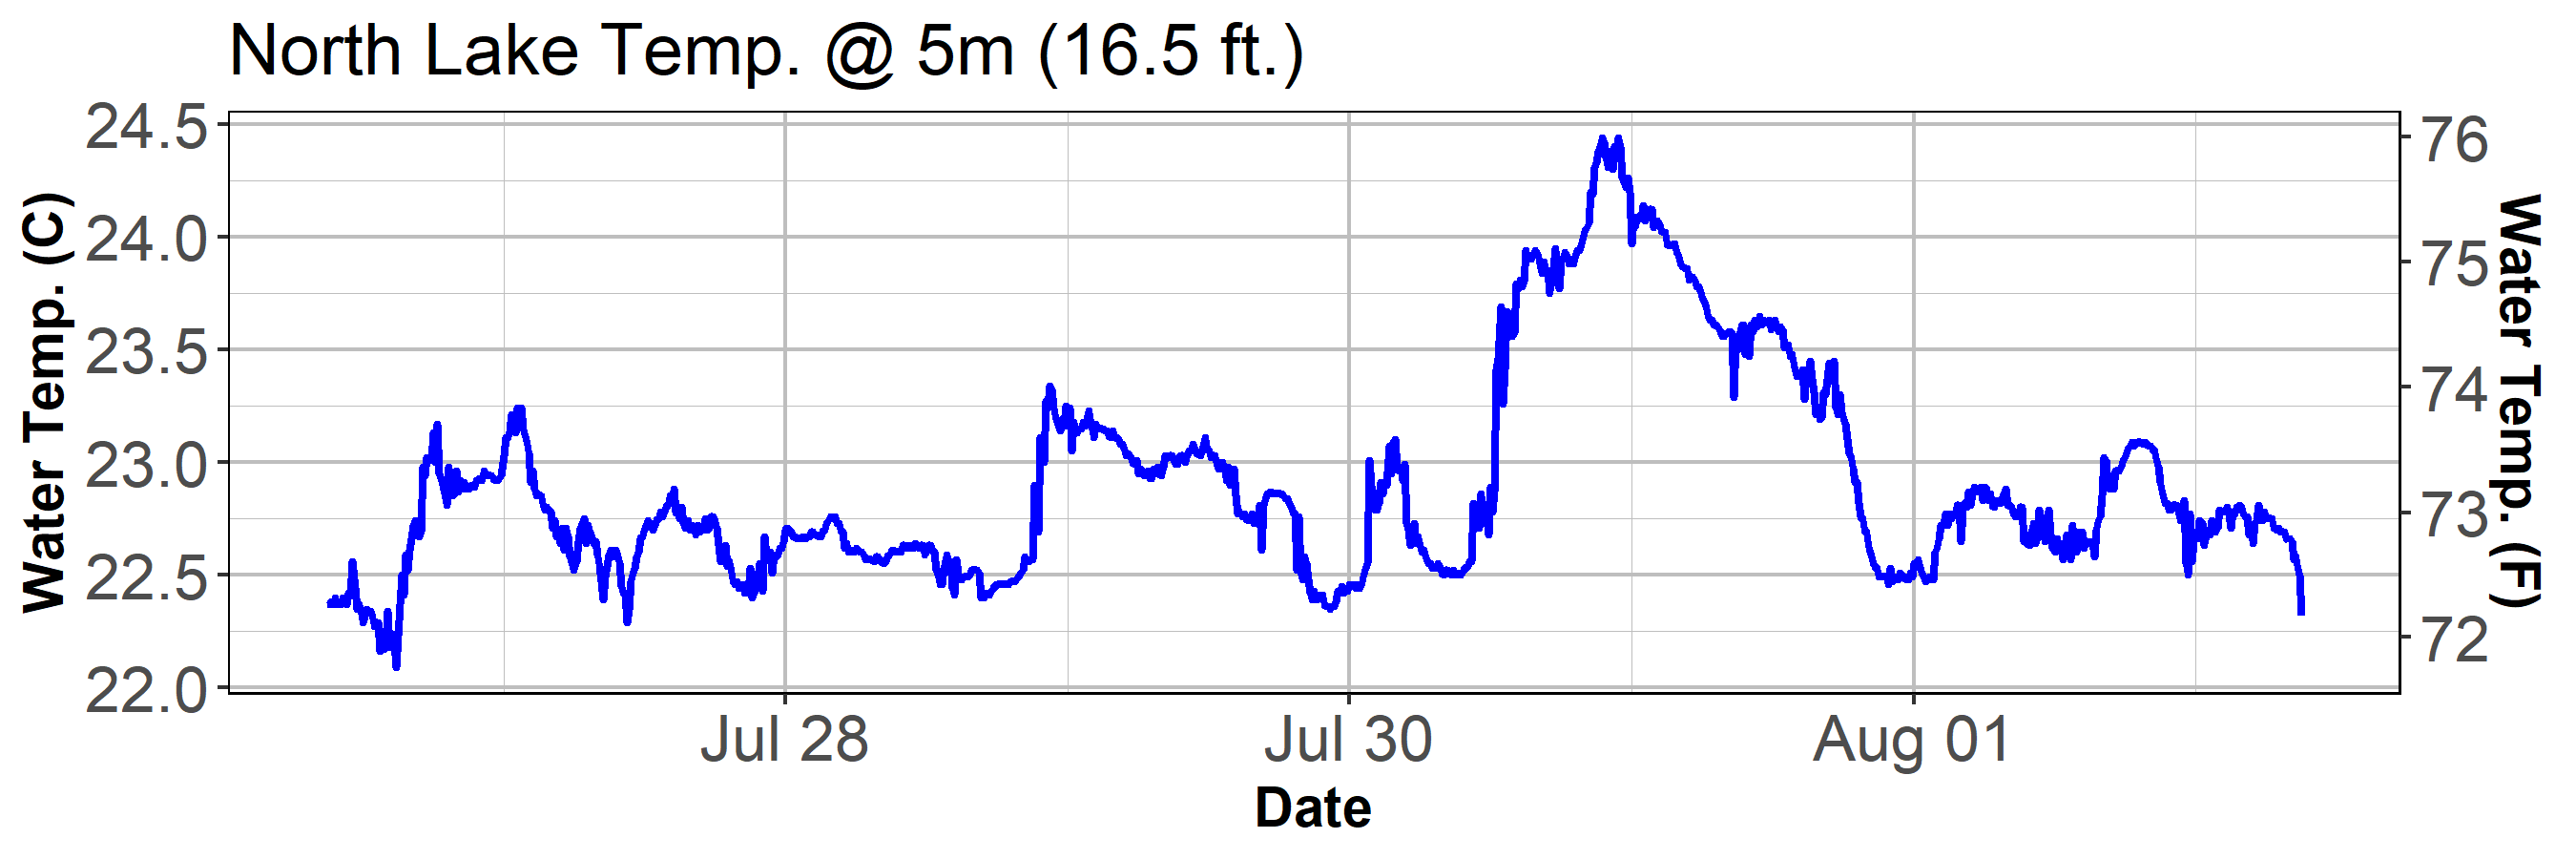 North Lake Temp. @ 5m (16.5 ft.)
24.5
24.0
23.5
23.0
22.5
22.0
Water Temp. (C)
76
75
74
73
72
Water Temp. (F)
Jul 28 Jul 30 Aug 01
Date